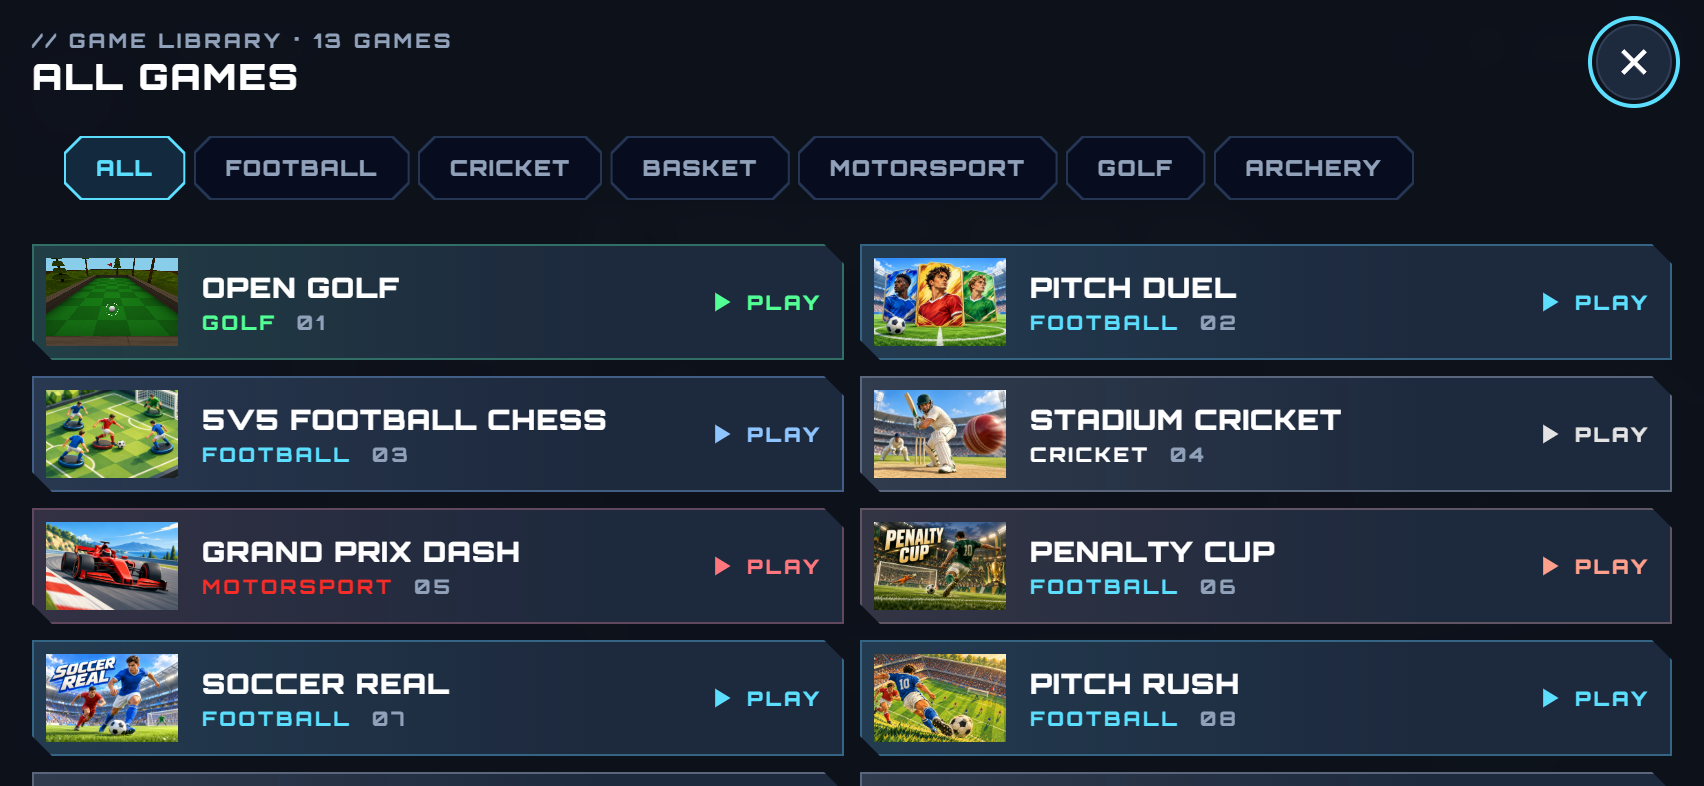 // GAME LIBRARY · 13 GAMES
ALL GAMES
ALL FOOTBALL CRICKET BASKET MOTORSPORT GOLF ARCHERY
OPEN GOLF
GOLF 01
PLAY
PITCH DUEL
FOOTBALL 02
PLAY
5V5 FOOTBALL CHESS
FOOTBALL 03
PLAY
STADIUM CRICKET
CRICKET 04
PLAY
GRAND PRIX DASH
MOTORSPORT 05
PLAY
PENALTY
CUP
10
PENALTY CUP
FOOTBALL 06
PLAY
SOCCER
REAL
SOCCER REAL
FOOTBALL 07
PLAY
10
PITCH RUSH
FOOTBALL 08
PLAY